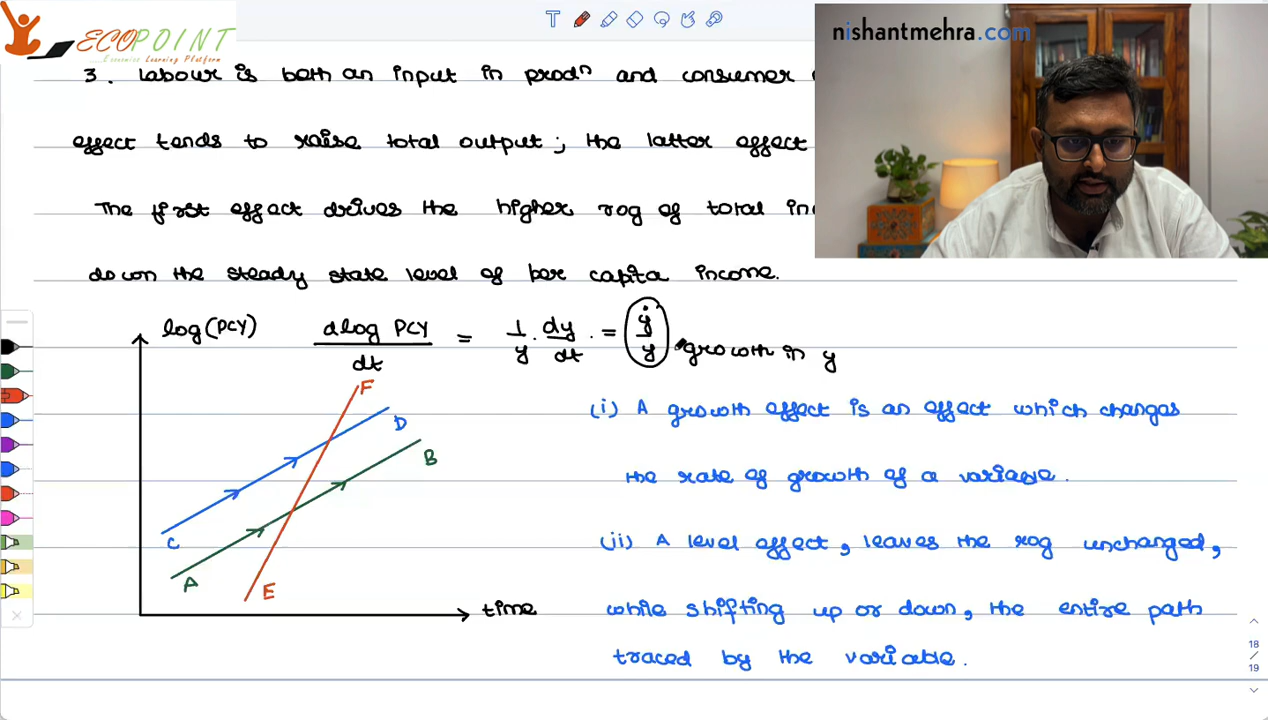 ECOPOINT
Economics Learning Platform
nishantmehra.com
3. Labour is both an input in prodⁿ and consumer
effect tends to raise total output; the latter effect
The first effect drives the higher rog of total in
down the steady state level of per capita income.
log(PCY) dlog PCY/dt = 1/y . dy/dt . = ẏ/y growth in y
F
D
B
C
A
E
time
(i) A growth effect is an effect which changes
the rate of growth of a variable.
(ii) A level effect, leaves the rog unchanged,
while shifting up or down, the entire path
traced by the variable.
18
/
19